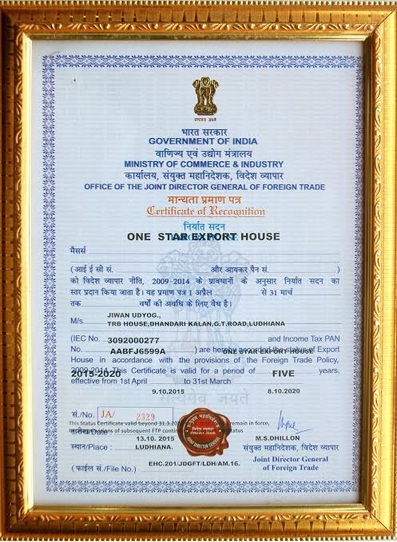 भारत सरकार
GOVERNMENT OF INDIA
वाणिज्य एवं उद्योग मंत्रालय
MINISTRY OF COMMERCE & INDUSTRY
कार्यालय, संयुक्त महानिदेशक, विदेश व्यापार
OFFICE OF THE JOINT DIRECTOR GENERAL OF FOREIGN TRADE
मान्यता प्रमाण पत्र
Certificate of Recognition
निर्यात सदन
ONE STAR EXPORT HOUSE
मैसर्स
(आई ई सी सं. और आयकर पैन सं. )
को विदेश व्यापार नीति, 2009-2014 के प्रावधानों के अनुसार निर्यात सदन का
स्तर प्रदान किया जाता है। यह प्रमाण पत्र 1 अप्रैल से 31 मार्च
तक वर्षों की अवधि के लिए वैध है।
JIWAN UDYOG.,
M/s. TRB HOUSE,DHANDARI KALAN,G.T.ROAD,LUDHIANA
(IEC No. 3092000277 and Income Tax PAN
No. AABFJ6599A ) are hereby status of Export
ONE STAR EXPORT HOUSE
House in accordance with the provisions of the Foreign Trade Policy,
2009-2014 This Certificate is valid for a period of FIVE years,
2015-2020
effective from 1st April to 31st March
9.10.2015 8.10.2020
सत्यमेव जयते
सं./No. JA/ 2329
This Status Certificate valid beyond 31.3. remain in force,
of subsequent FTP
13.10.2015 M.S.DHILLON
स्थान/Place : LUDHIANA. संयुक्त महानिदेशक, विदेश व्यापार
Joint Director General
of Foreign Trade
(फाईल सं./File No.) EHC.201/JDGFT/LDH/AM.16.